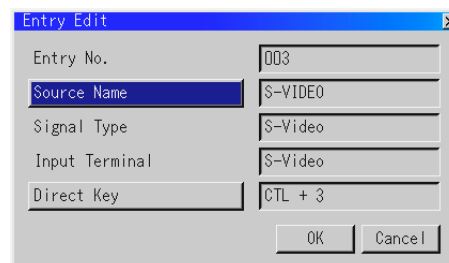 Entry Edit
Entry No. 003
Source Name S-VIDEO
Signal Type S-Video
Input Terminal S-Video
Direct Key CTL + 3
OK Cancel